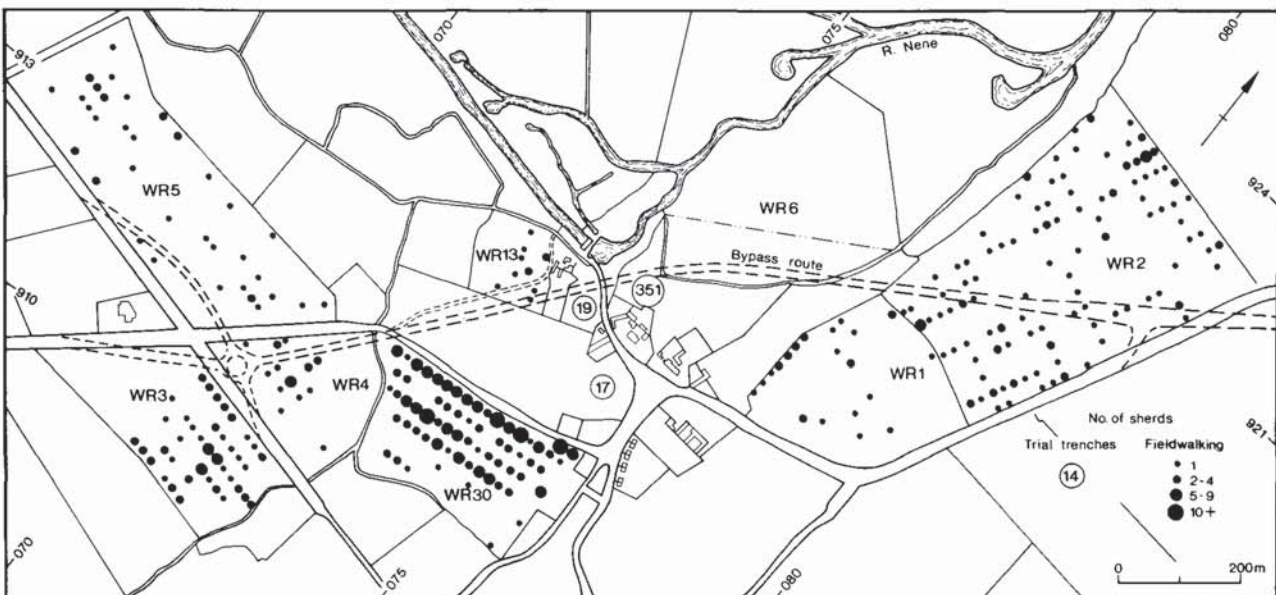 070
075
080
913
R. Nene
WR5
WR6
924
WR13
WR2
Bypass route
351
19
910
WR4
WR1
WR3
17
No. of sherds
Trial trenches
Fieldwalking
14
1
2-4
5-9
10+
921
WR30
070
075
080
0
200m